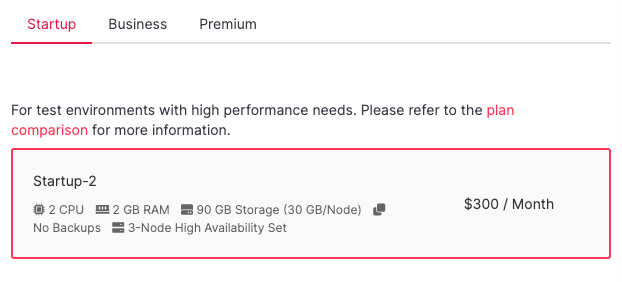 Startup Business Premium
For test environments with high performance needs. Please refer to the plan
comparison for more information.
Startup-2
2 CPU 2 GB RAM 90 GB Storage (30 GB/Node)
No Backups 3-Node High Availability Set
$300 / Month